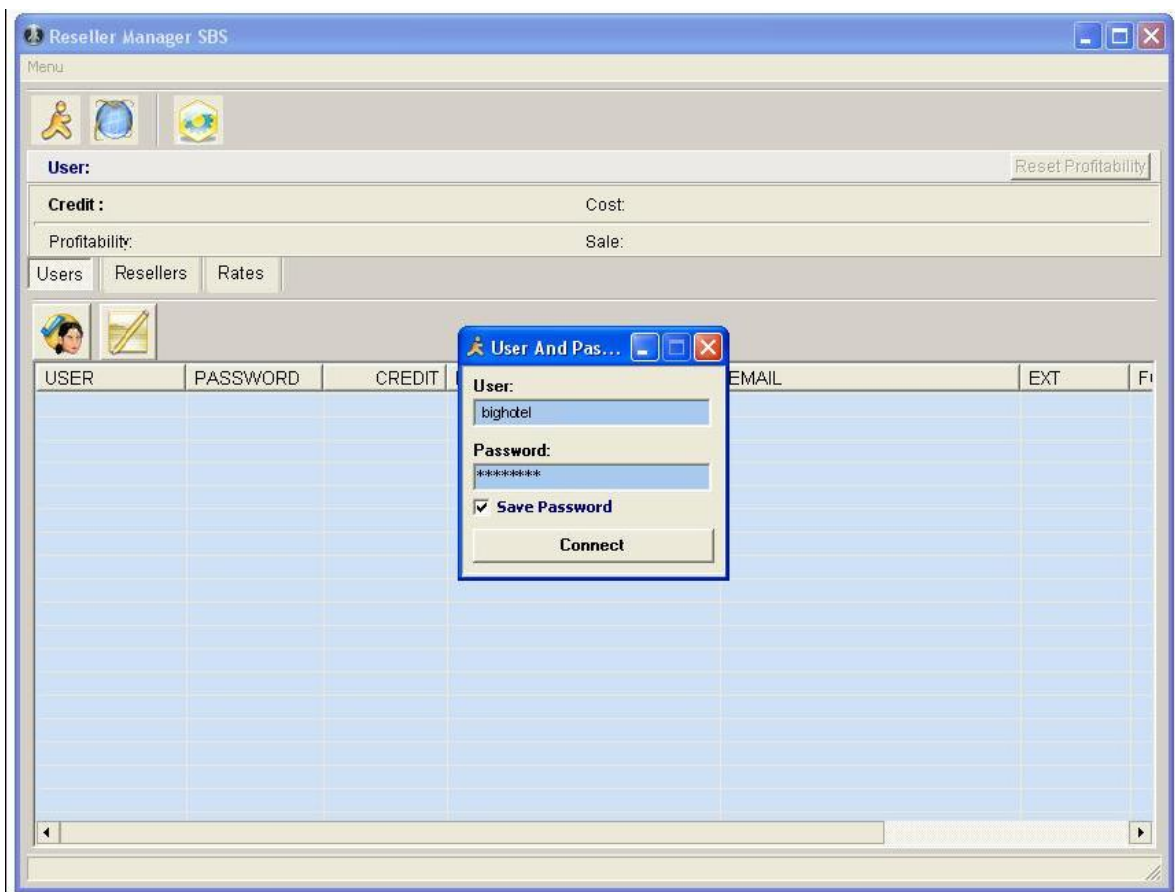 Reseller Manager SBS
Menu
User:
Reset Profitability
Credit :
Cost:
Profitability:
Sale:
Users Resellers Rates
USER PASSWORD CREDIT EMAIL EXT
User And Pas...
User:
bighotel
Password:
********
Save Password
Connect